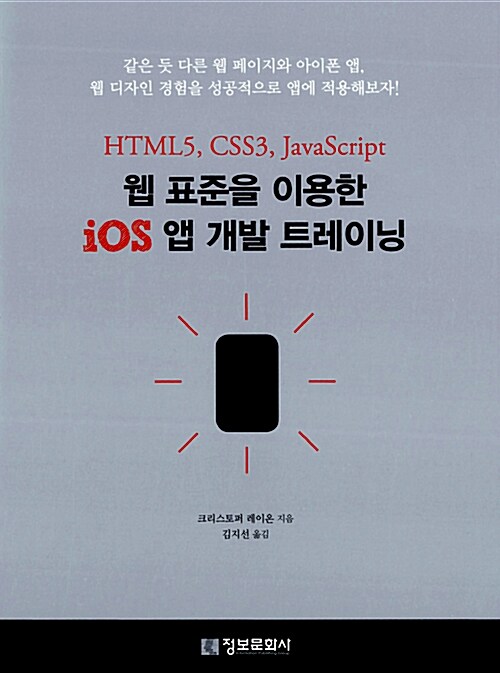 같은 듯 다른 웹 페이지와 아이폰 앱,
웹 디자인 경험을 성공적으로 앱에 적용해보자!
HTML5, CSS3, JavaScript
웹 표준을 이용한
iOS 앱 개발 트레이닝
크리스토퍼 레이온 지음
김지선 옮김
정보문화사